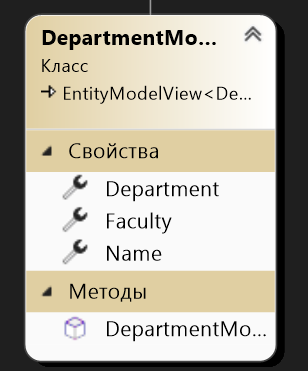 DepartmentMo...
Класс
EntityModelView<De...
Свойства
Department
Faculty
Name
Методы
DepartmentMo...